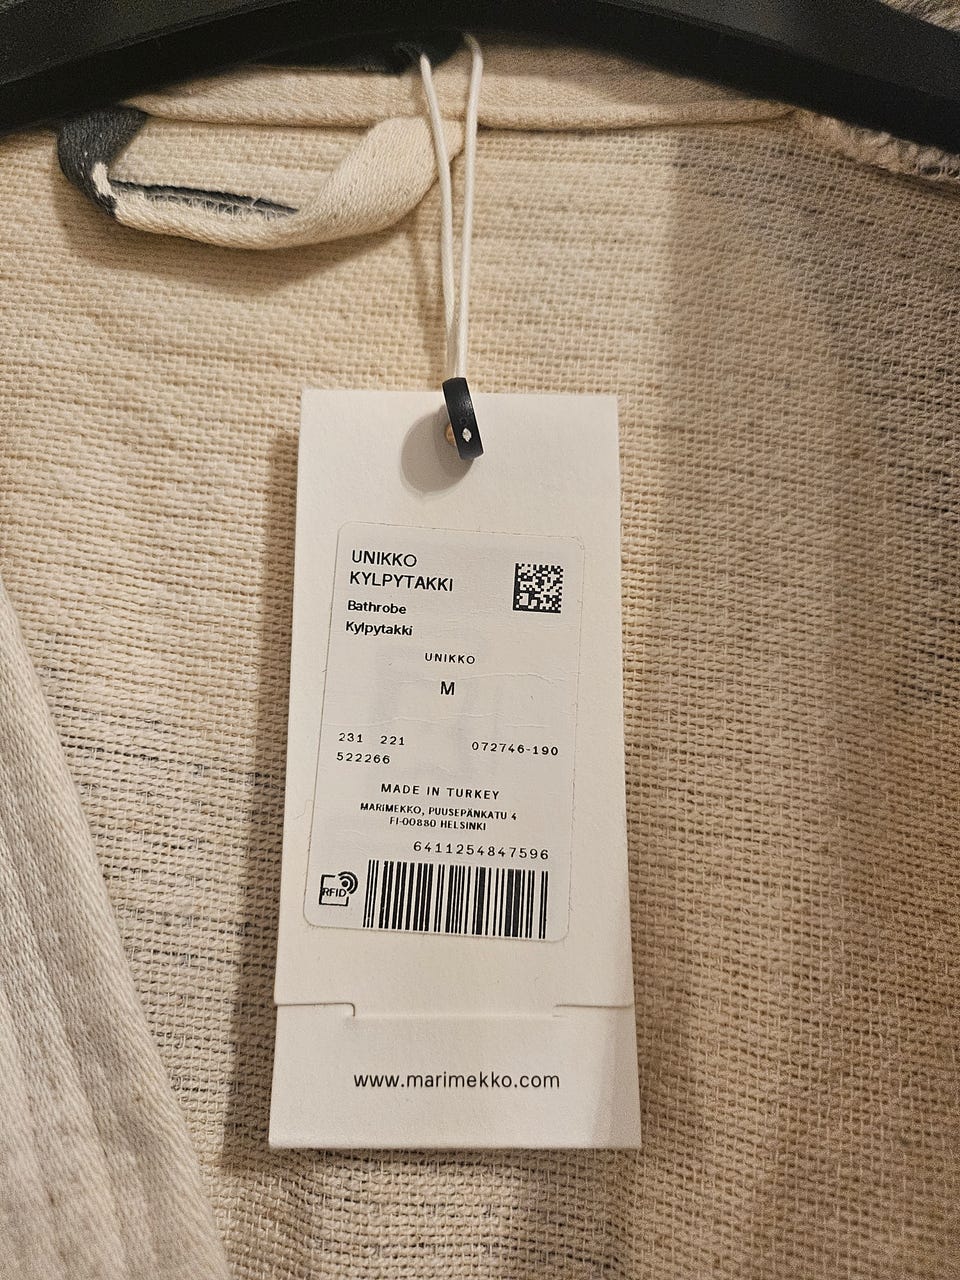 UNIKKO
KYLPYTAKKI
Bathrobe
Kylpytakki
UNIKKO
M
231 221 072746-190
522266
MADE IN TURKEY
MARIMEKKO, PUUSEPÄNKATU 4
FI-00880 HELSINKI
6411254847596
RFID
www.marimekko.com